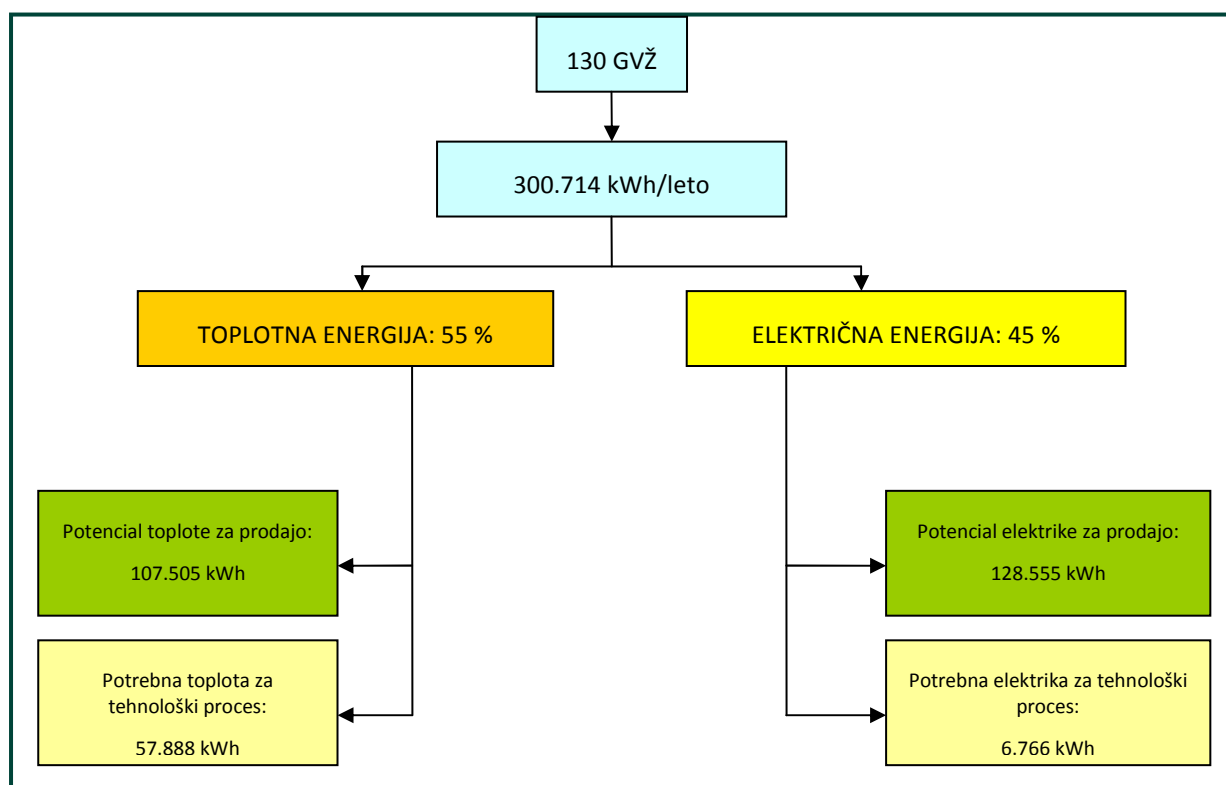 130 GVŽ
300.714 kWh/leto
TOPLOTNA ENERGIJA: 55 %
ELEKTRIČNA ENERGIJA: 45 %
Potencial toplote za prodajo:
107.505 kWh
Potencial elektrike za prodajo:
128.555 kWh
Potrebna toplota za
tehnološki proces:
57.888 kWh
Potrebna elektrika za tehnološki
proces:
6.766 kWh